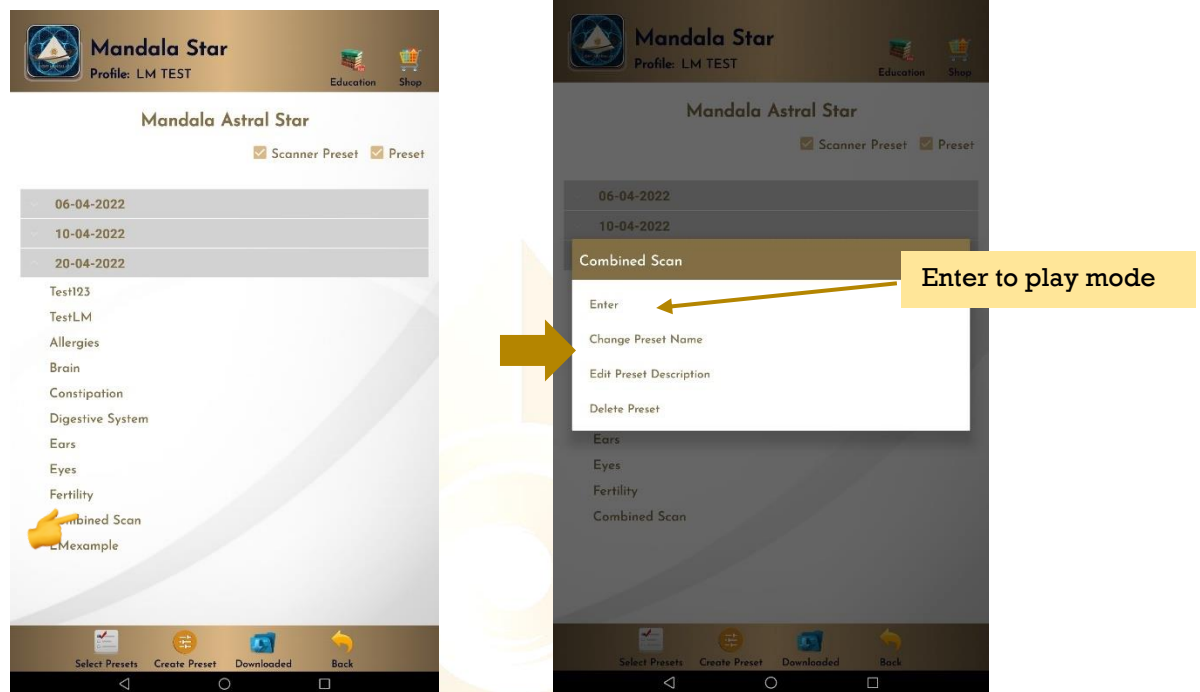 Mandala Star
Profile: LM TEST
Education
Shop
Mandala Astral Star
Scanner Preset
Preset
06-04-2022
10-04-2022
20-04-2022
Test123
TestLM
Allergies
Brain
Constipation
Digestive System
Ears
Eyes
Fertility
Scan
Select Presets
Create Preset
Downloaded
Back
Mandala Star
Profile: LM TEST
Education
Shop
Mandala Astral Star
Scanner Preset
Preset
06-04-2022
10-04-2022
Combined Scan
Enter
Change Preset Name
Edit Preset Description
Delete Preset
Ears
Eyes
Fertility
Combined Scan
Select Presets
Create Preset
Downloaded
Back
Enter to play mode